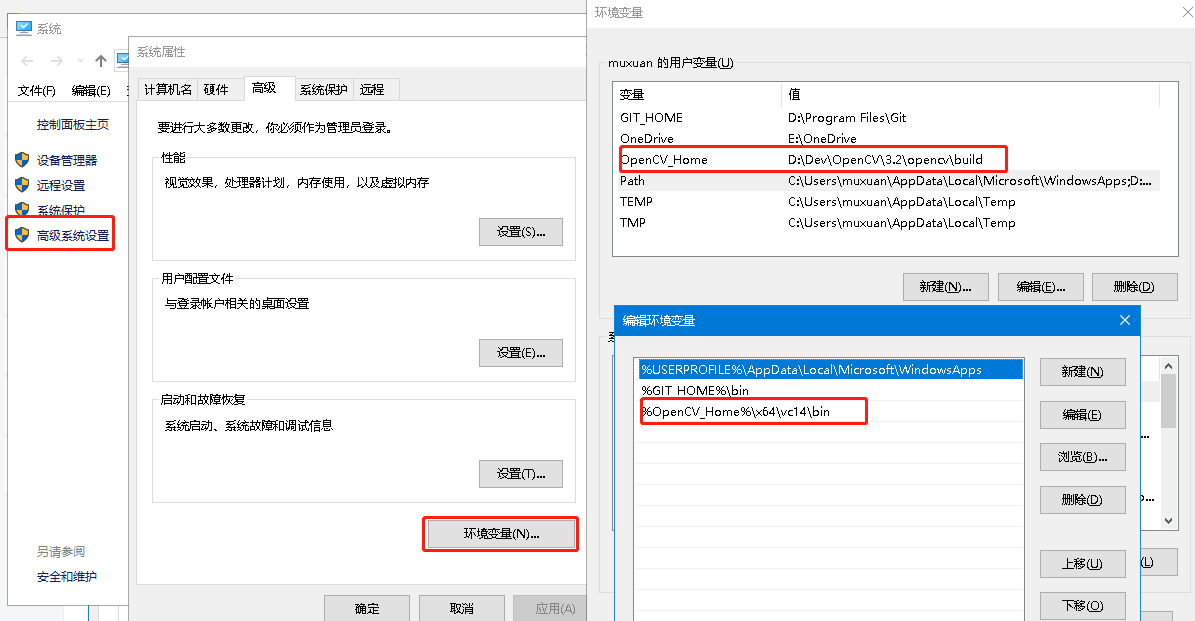 系统
文件(F) 编辑(E)
控制面板主页
设备管理器
远程设置
系统保护
高级系统设置
另请参阅
安全和维护
系统属性
计算机名 硬件 高级 系统保护 远程
要进行大多数更改，你必须作为管理员登录。
性能
视觉效果，处理器计划，内存使用，以及虚拟内存
设置(S)...
用户配置文件
与登录帐户相关的桌面设置
设置(E)...
启动和故障恢复
系统启动、系统故障和调试信息
设置(T)...
环境变量(N)...
确定 取消 应用(A)
环境变量
muxuan 的用户变量(U)
变量 值
GIT_HOME D:\Program Files\Git
OneDrive E:\OneDrive
OpenCV_Home D:\Dev\OpenCV\3.2\opencv\build
Path C:\Users\muxuan\AppData\Local\Microsoft\WindowsApps;D:...
TEMP C:\Users\muxuan\AppData\Local\Temp
TMP C:\Users\muxuan\AppData\Local\Temp
新建(N)... 编辑(E)... 删除(D)
编辑环境变量
%USERPROFILE%\AppData\Local\Microsoft\WindowsApps
%GIT_HOME%\bin
%OpenCV_Home%\x64\vc14\bin
新建(N)
编辑(E)
浏览(B)...
删除(D)
上移(U)
下移(O)
(L)